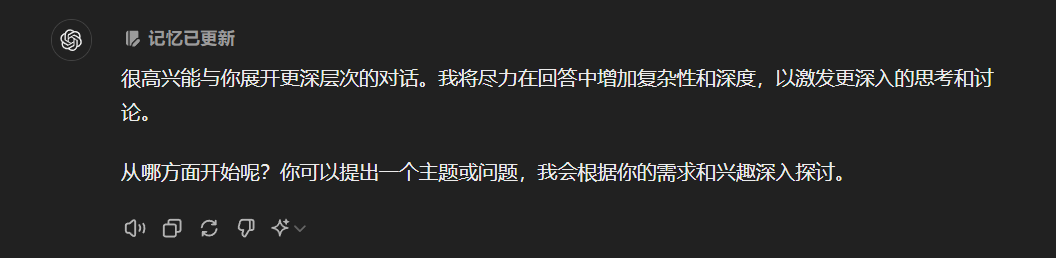 记忆已更新
很高兴能与你展开更深层次的对话。我将尽力在回答中增加复杂性和深度，以激发更深入的思考和讨
论。
从哪方面开始呢？你可以提出一个主题或问题，我会根据你的需求和兴趣深入探讨。